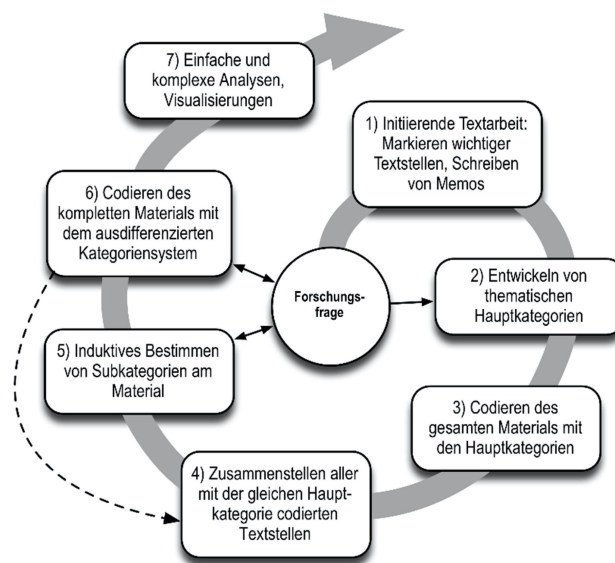 7) Einfache und
komplexe Analysen,
Visualisierungen
1) Initiierende Textarbeit:
Markieren wichtiger
Textstellen, Schreiben
von Memos
6) Codieren des
kompletten Materials mit
dem ausdifferenzierten
Kategoriensystem
Forschungs-
frage
2) Entwickeln von
thematischen
Hauptkategorien
5) Induktives Bestimmen
von Subkategorien am
Material
3) Codieren des
gesamten Materials mit
den Hauptkategorien
4) Zusammenstellen aller
mit der gleichen Haupt-
kategorie codierten
Textstellen